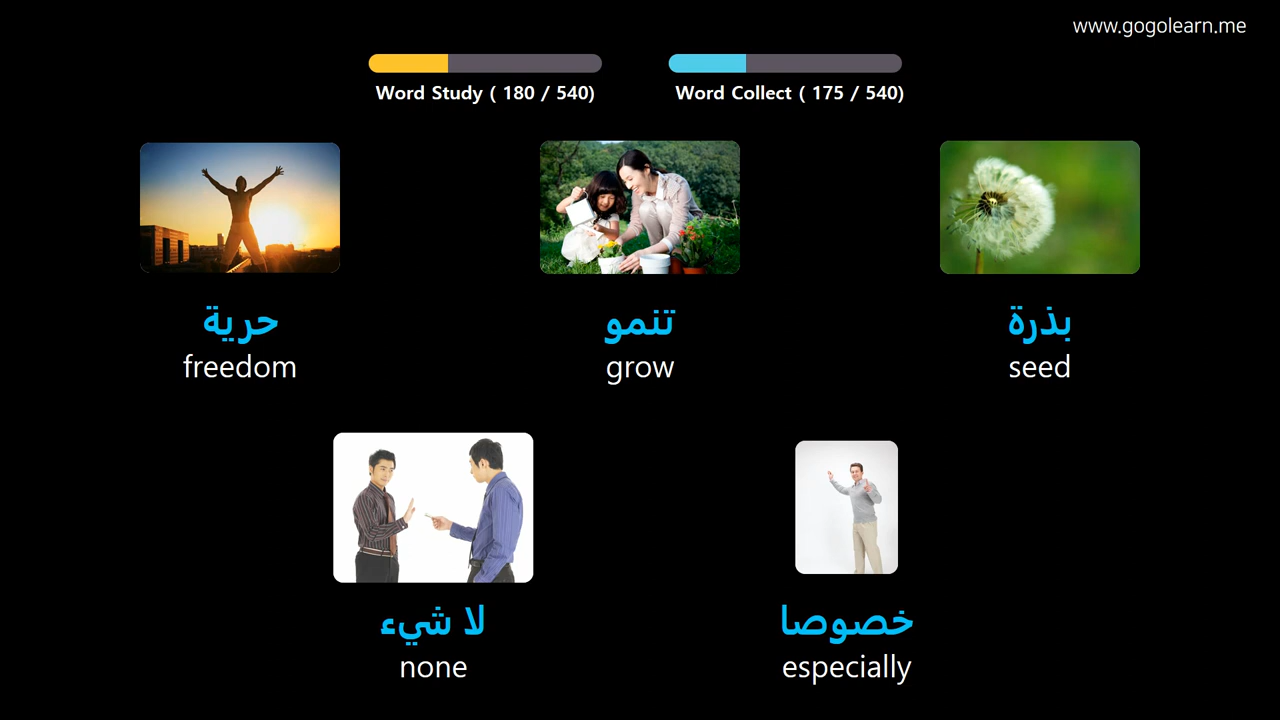 www.gogolearn.me
Word Study ( 180 / 540)
Word Collect ( 175 / 540)
حرية
freedom
تنمو
grow
بذرة
seed
لا شيء
none
خصوصا
especially